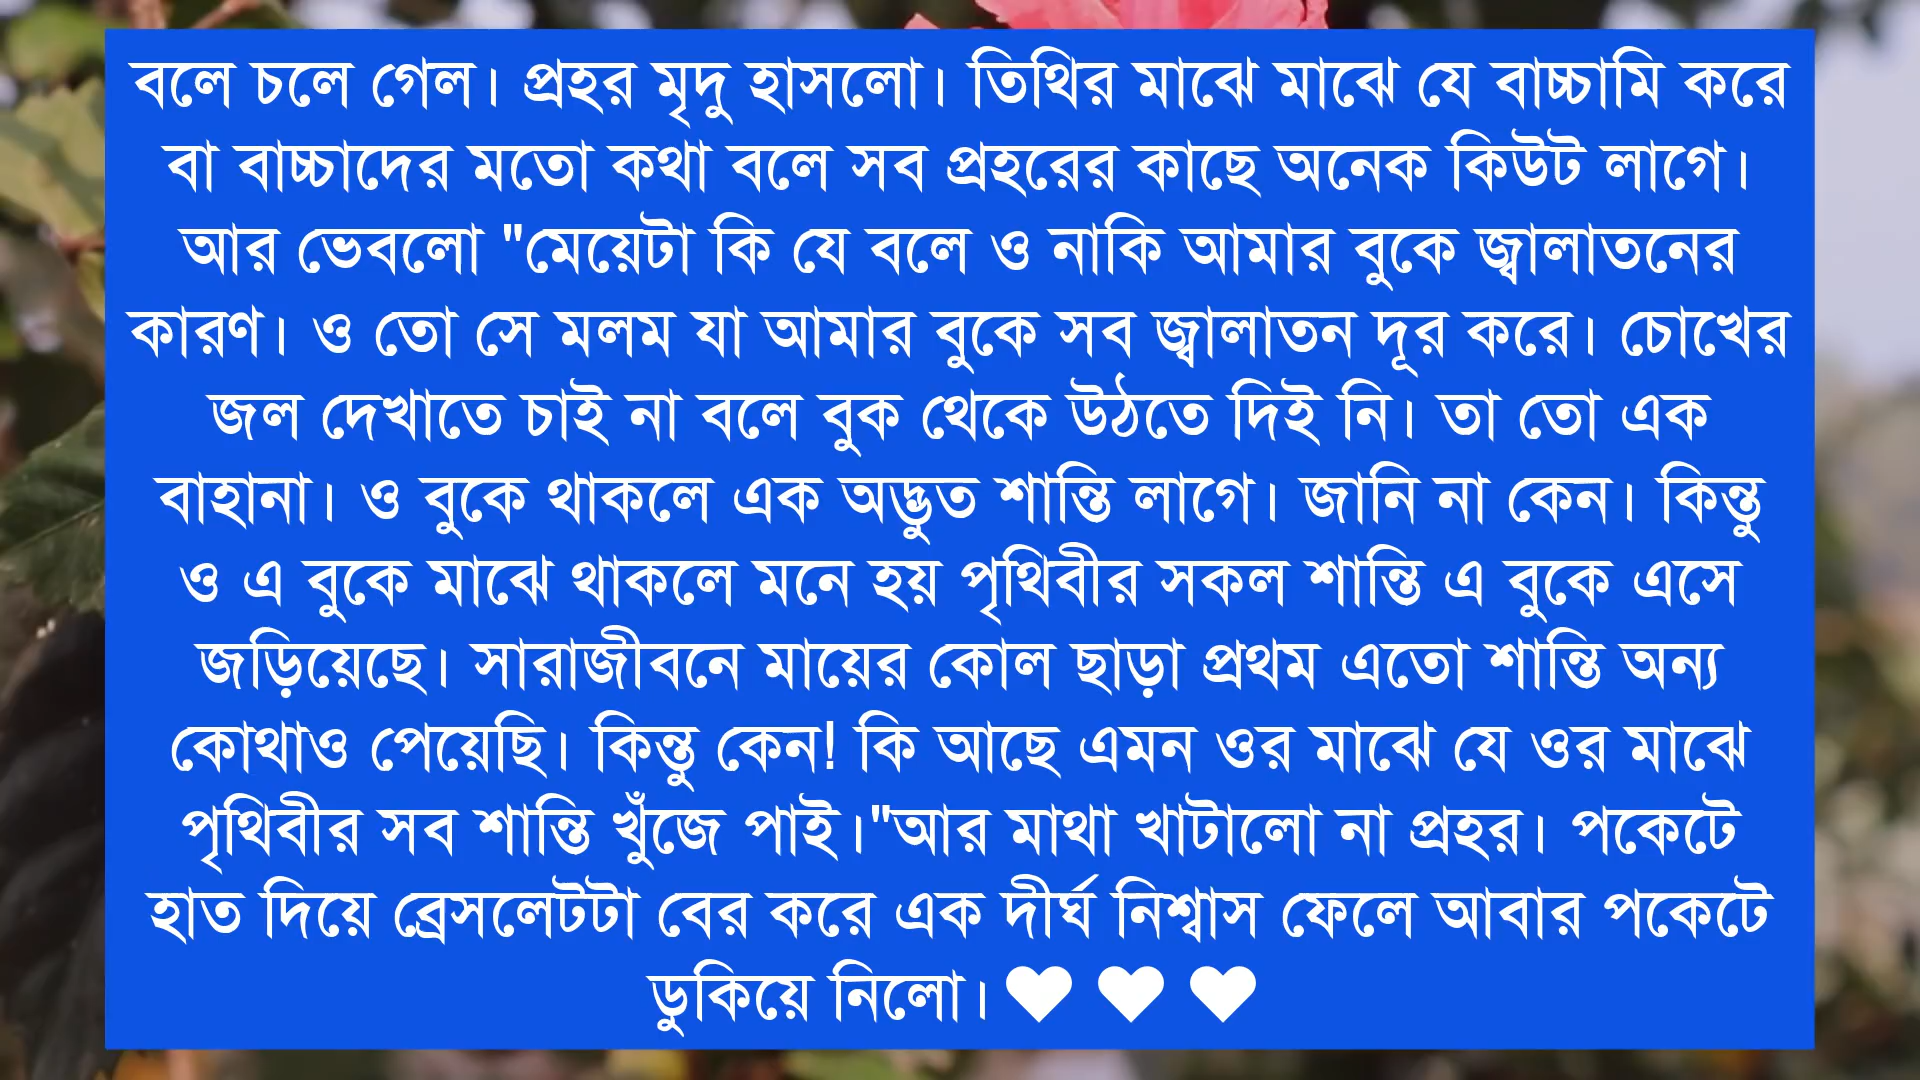 বলে চলে গেল। প্রহর মৃদু হাসলো। তিথির মাঝে মাঝে যে বাচ্চামি করে
বা বাচ্চাদের মতো কথা বলে সব প্রহরের কাছে অনেক কিউট লাগে।
আর ভেবলো "মেয়েটা কি যে বলে ও নাকি আমার বুকে জ্বালাতনের
কারণ। ও তো সে মলম যা আমার বুকে সব জ্বালাতন দূর করে। চোখের
জল দেখাতে চাই না বলে বুক থেকে উঠতে দিই নি। তা তো এক
বাহানা। ও বুকে থাকলে এক অদ্ভুত শান্তি লাগে। জানি না কেন। কিন্তু
ও এ বুকে মাঝে থাকলে মনে হয় পৃথিবীর সকল শান্তি এ বুকে এসে
জড়িয়েছে। সারাজীবনে মায়ের কোল ছাড়া প্রথম এতো শান্তি অন্য
কোথাও পেয়েছি। কিন্তু কেন! কি আছে এমন ওর মাঝে যে ওর মাঝে
পৃথিবীর সব শান্তি খুঁজে পাই।"আর মাথা খাটালো না প্রহর। পকেটে
হাত দিয়ে ব্রেসলেটটা বের করে এক দীর্ঘ নিশ্বাস ফেলে আবার পকেটে
ডুকিয়ে নিলো। ♥ ♥ ♥